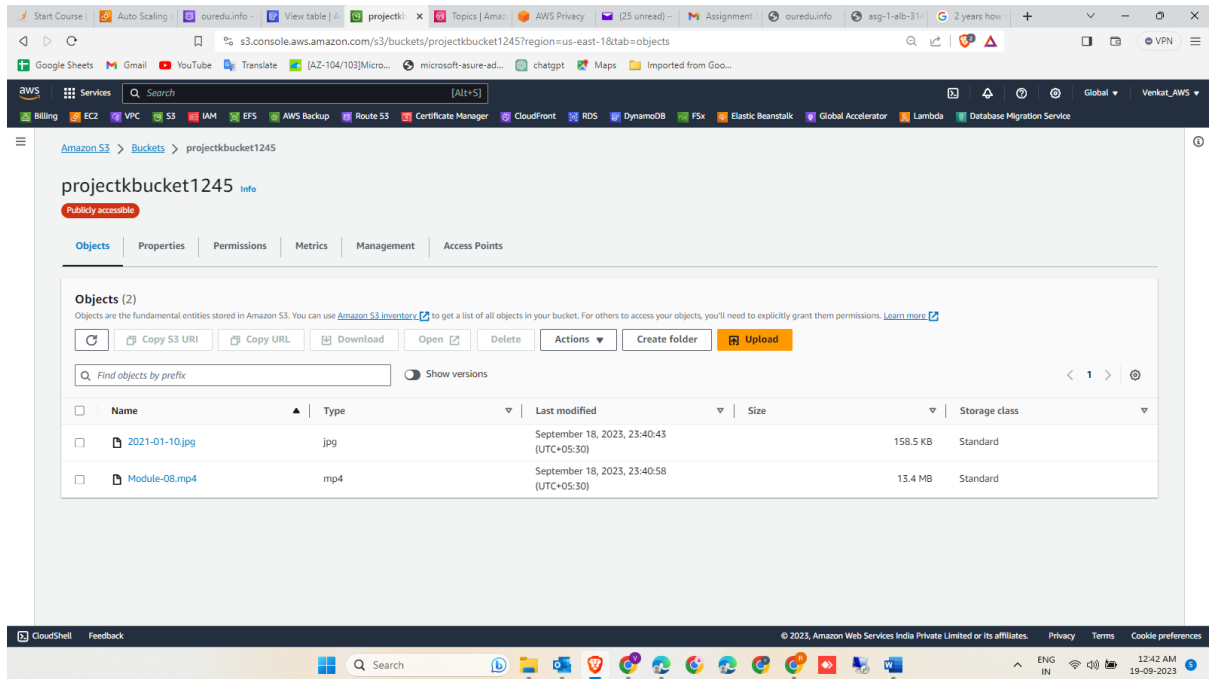 Start Course
Auto Scaling g
ouredu.info -
View table | A
projectkb
Topics | Amaz
AWS Privacy
(25 unread) -
Assignment
ouredu.info
asg-1-alb-314
2 years how
s3.console.aws.amazon.com/s3/buckets/projectkbucket1245?region=us-east-1&tab=objects
VPN
Google Sheets
Gmail
YouTube
Translate
[AZ-104/103]Micro...
microsoft-asure-ad...
chatgpt
Maps
Imported from Goo...
aws
Services
Search
[Alt+S]
Global
Venkat_AWS
Billing
EC2
VPC
S3
IAM
EFS
AWS Backup
Route 53
Certificate Manager
CloudFront
RDS
DynamoDB
FSx
Elastic Beanstalk
Global Accelerator
Lambda
Database Migration Service
Amazon S3 > Buckets > projectkbucket1245
projectkbucket1245 Info
Publicly accessible
Objects
Properties
Permissions
Metrics
Management
Access Points
Objects (2)
Objects are the fundamental entities stored in Amazon S3. You can use Amazon S3 inventory to get a list of all objects in your bucket. For others to access your objects, you'll need to explicitly grant them permissions. Learn more
Copy S3 URI
Copy URL
Download
Open
Delete
Actions
Create folder
Upload
Find objects by prefix
Show versions
1
Name
Type
Last modified
Size
Storage class
2021-01-10.jpg
jpg
September 18, 2023, 23:40:43
(UTC+05:30)
158.5 KB
Standard
Module-08.mp4
mp4
September 18, 2023, 23:40:58
(UTC+05:30)
13.4 MB
Standard
CloudShell
Feedback
© 2023, Amazon Web Services India Private Limited or its affiliates.
Privacy
Terms
Cookie preferences
Search
ENG
IN
12:42 AM
19-09-2023
5